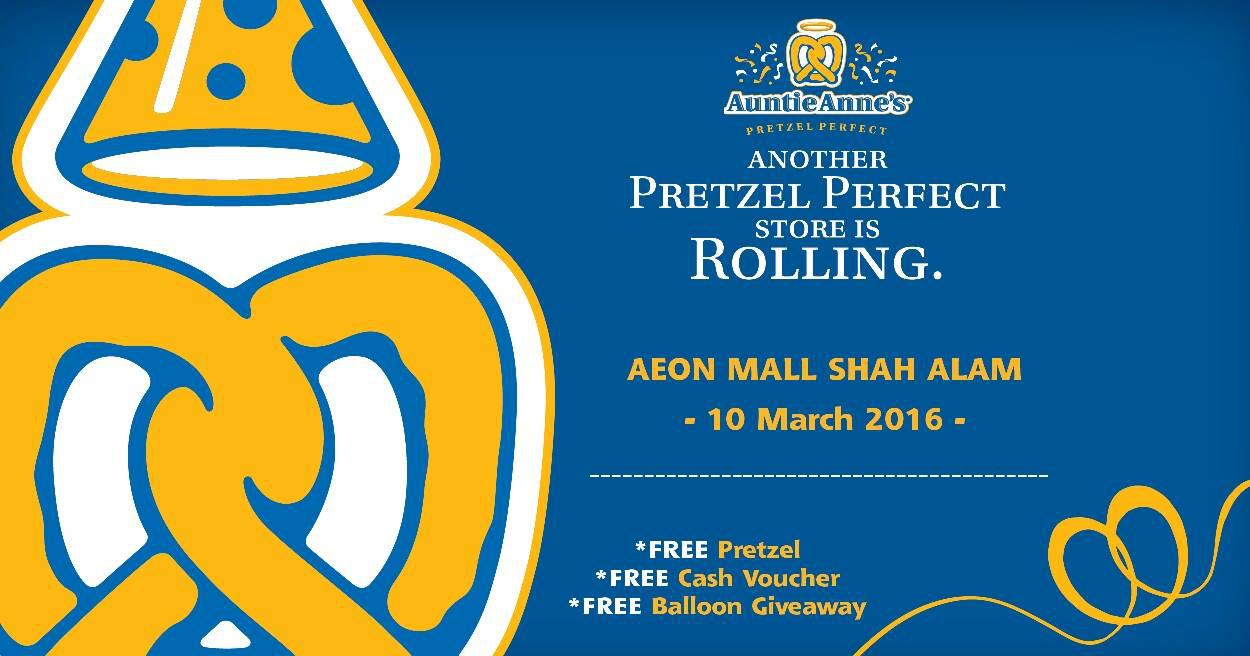 AuntieAnne's
PRETZEL PERFECT
ANOTHER
PRETZEL PERFECT
STORE IS
ROLLING.
AEON MALL SHAH ALAM
- 10 March 2016 -
*FREE Pretzel
*FREE Cash Voucher
*FREE Balloon Giveaway